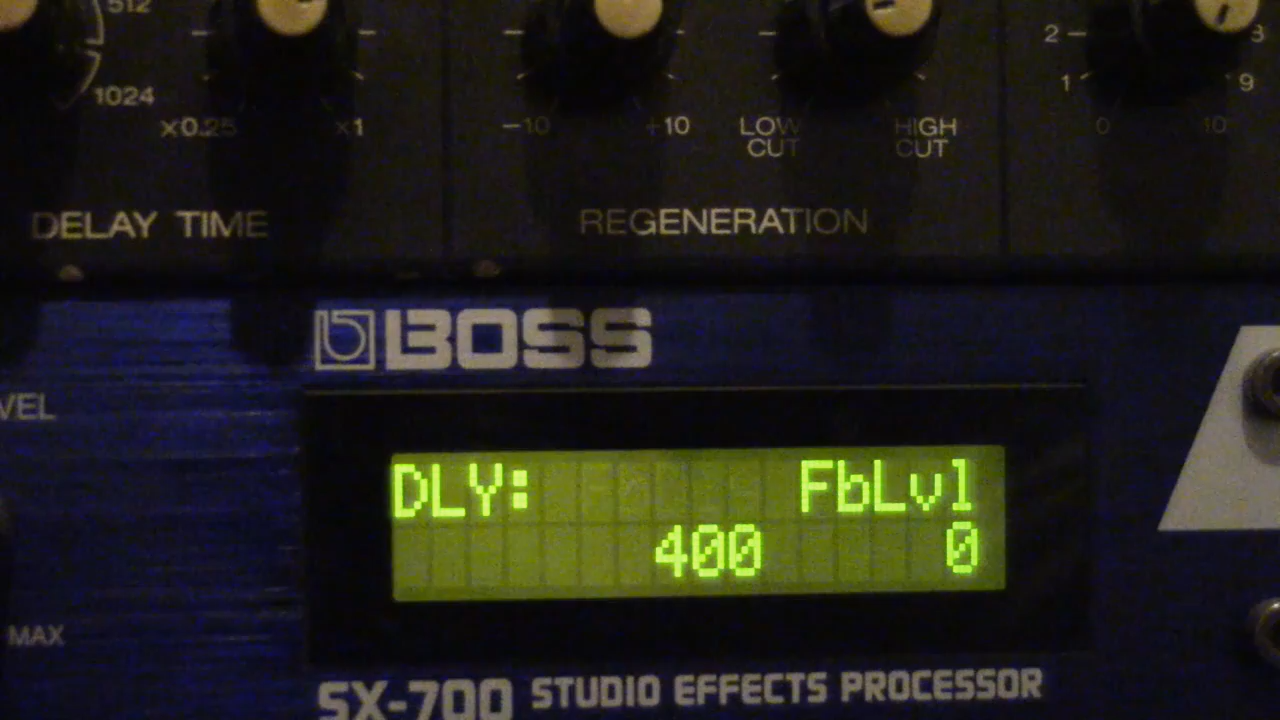 512
1024
x0.25 x1
-10 +10
LOW CUT
HIGH CUT
2 8
1 9
0 10
DELAY TIME
REGENERATION
BOSS
VEL
DLY: FbLvl
400 0
MAX
SX-700 STUDIO EFFECTS PROCESSOR